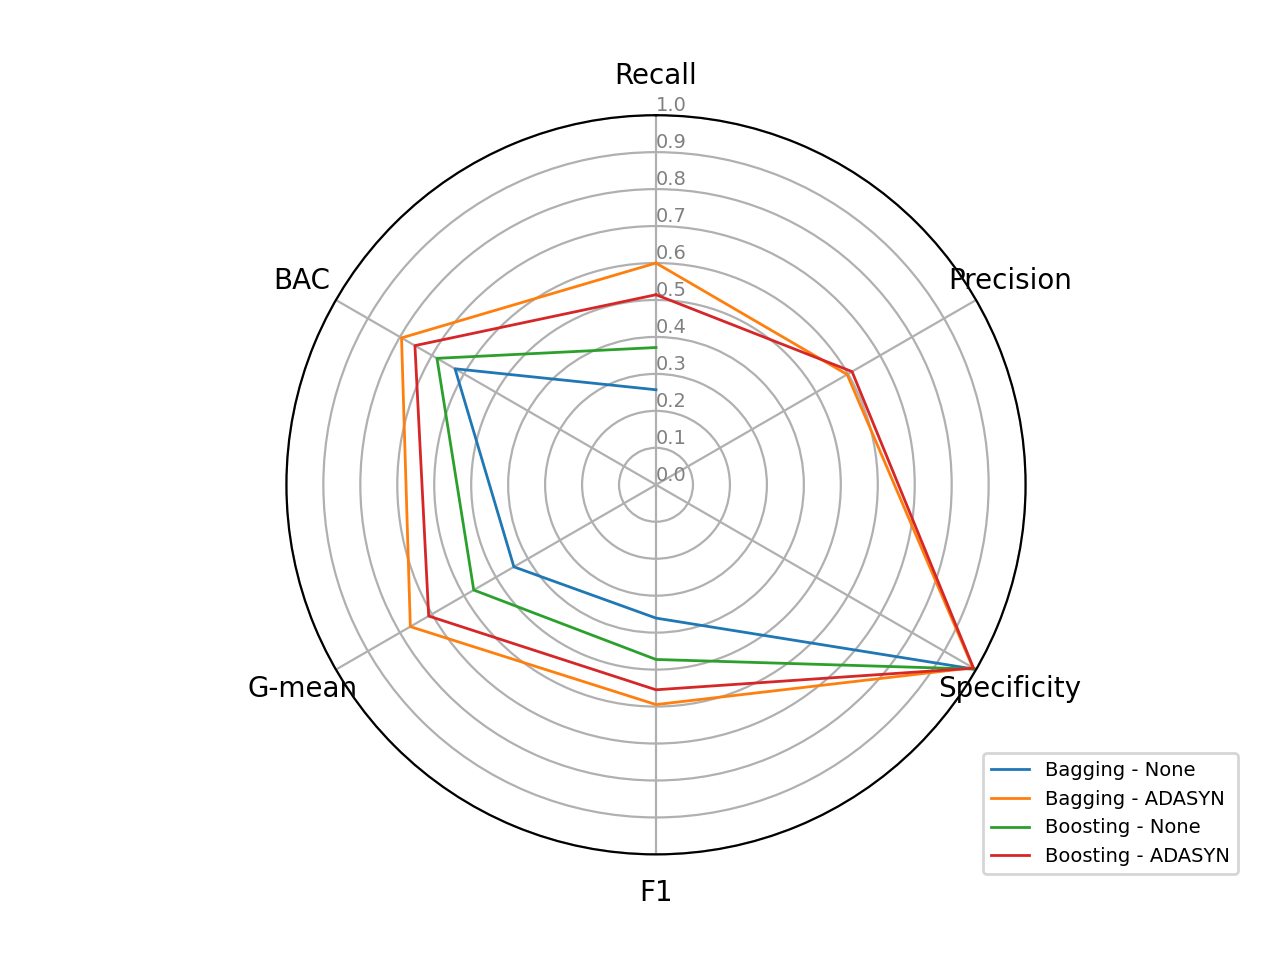 Recall
1.0
0.9
0.8
0.7
0.6
0.5
0.4
0.3
0.2
0.1
0.0
BAC
Precision
G-mean
Specificity
F1
Bagging - None
Bagging - ADASYN
Boosting - None
Boosting - ADASYN